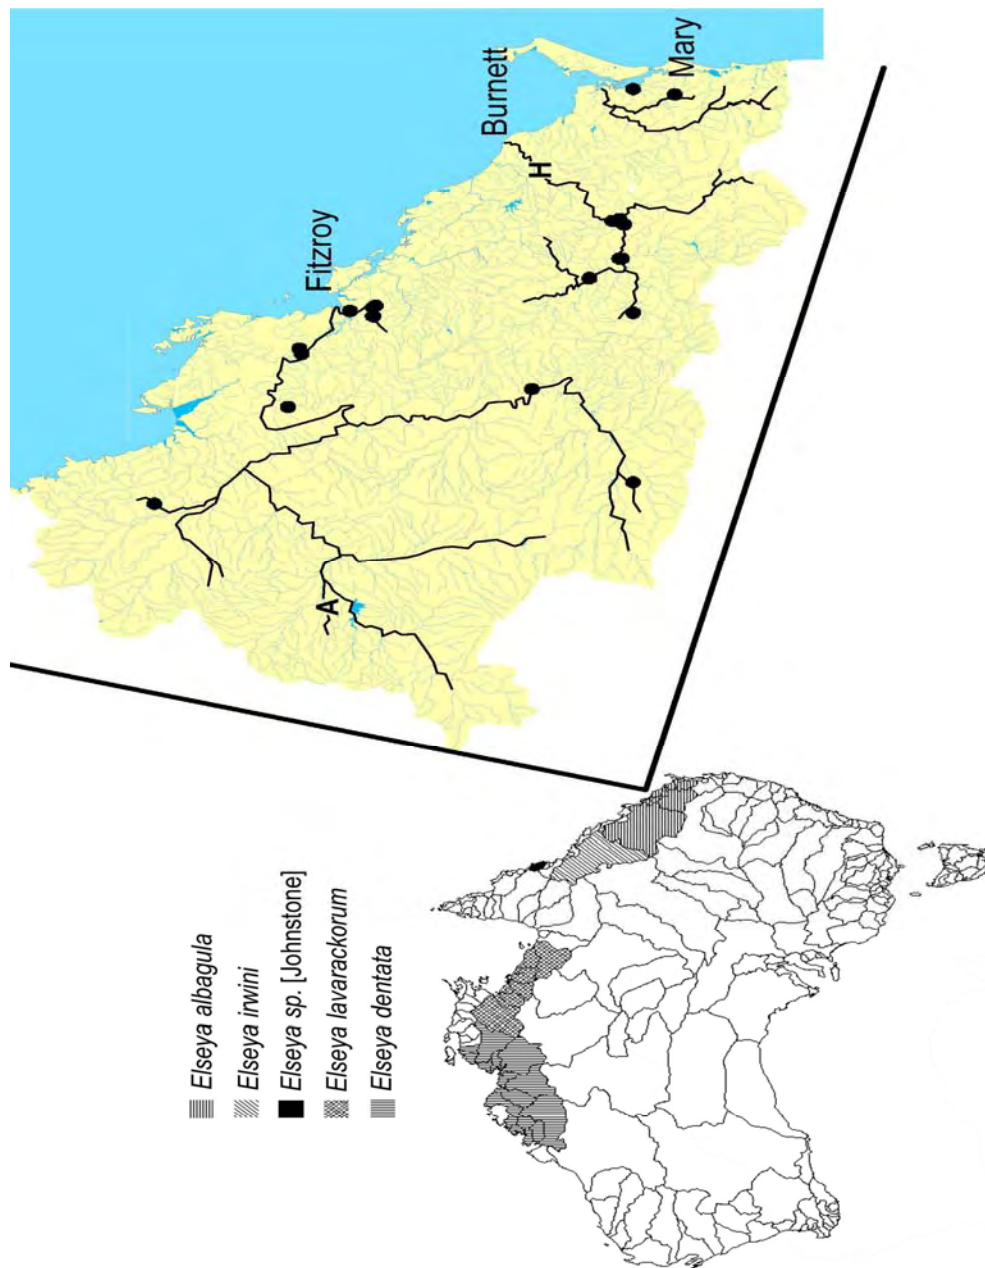 Fitzroy
Burnett
Mary
H
A
Elseya albagula
Elseya irwini
Elseya sp. [Johnstone]
Elseya lavarackorum
Elseya dentata